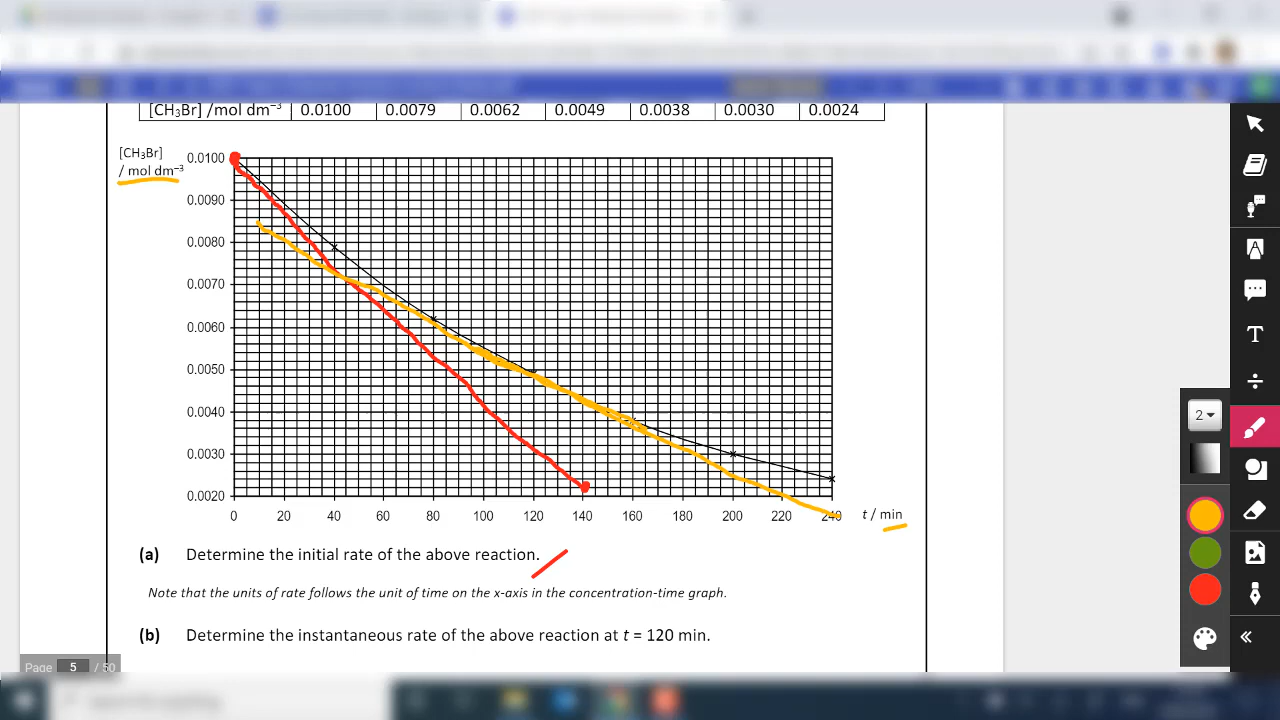 [CH₃Br] /mol dm⁻³ 0.0100 0.0079 0.0062 0.0049 0.0038 0.0030 0.0024
[CH₃Br]
/ mol dm⁻³
0.0100
0.0090
0.0080
0.0070
0.0060
0.0050
0.0040
0.0030
0.0020
0 20 40 60 80 100 120 140 160 180 200 220 240
t / min
(a) Determine the initial rate of the above reaction.
Note that the units of rate follows the unit of time on the x-axis in the concentration-time graph.
(b) Determine the instantaneous rate of the above reaction at t = 120 min.
Page 5 / 50
2
T